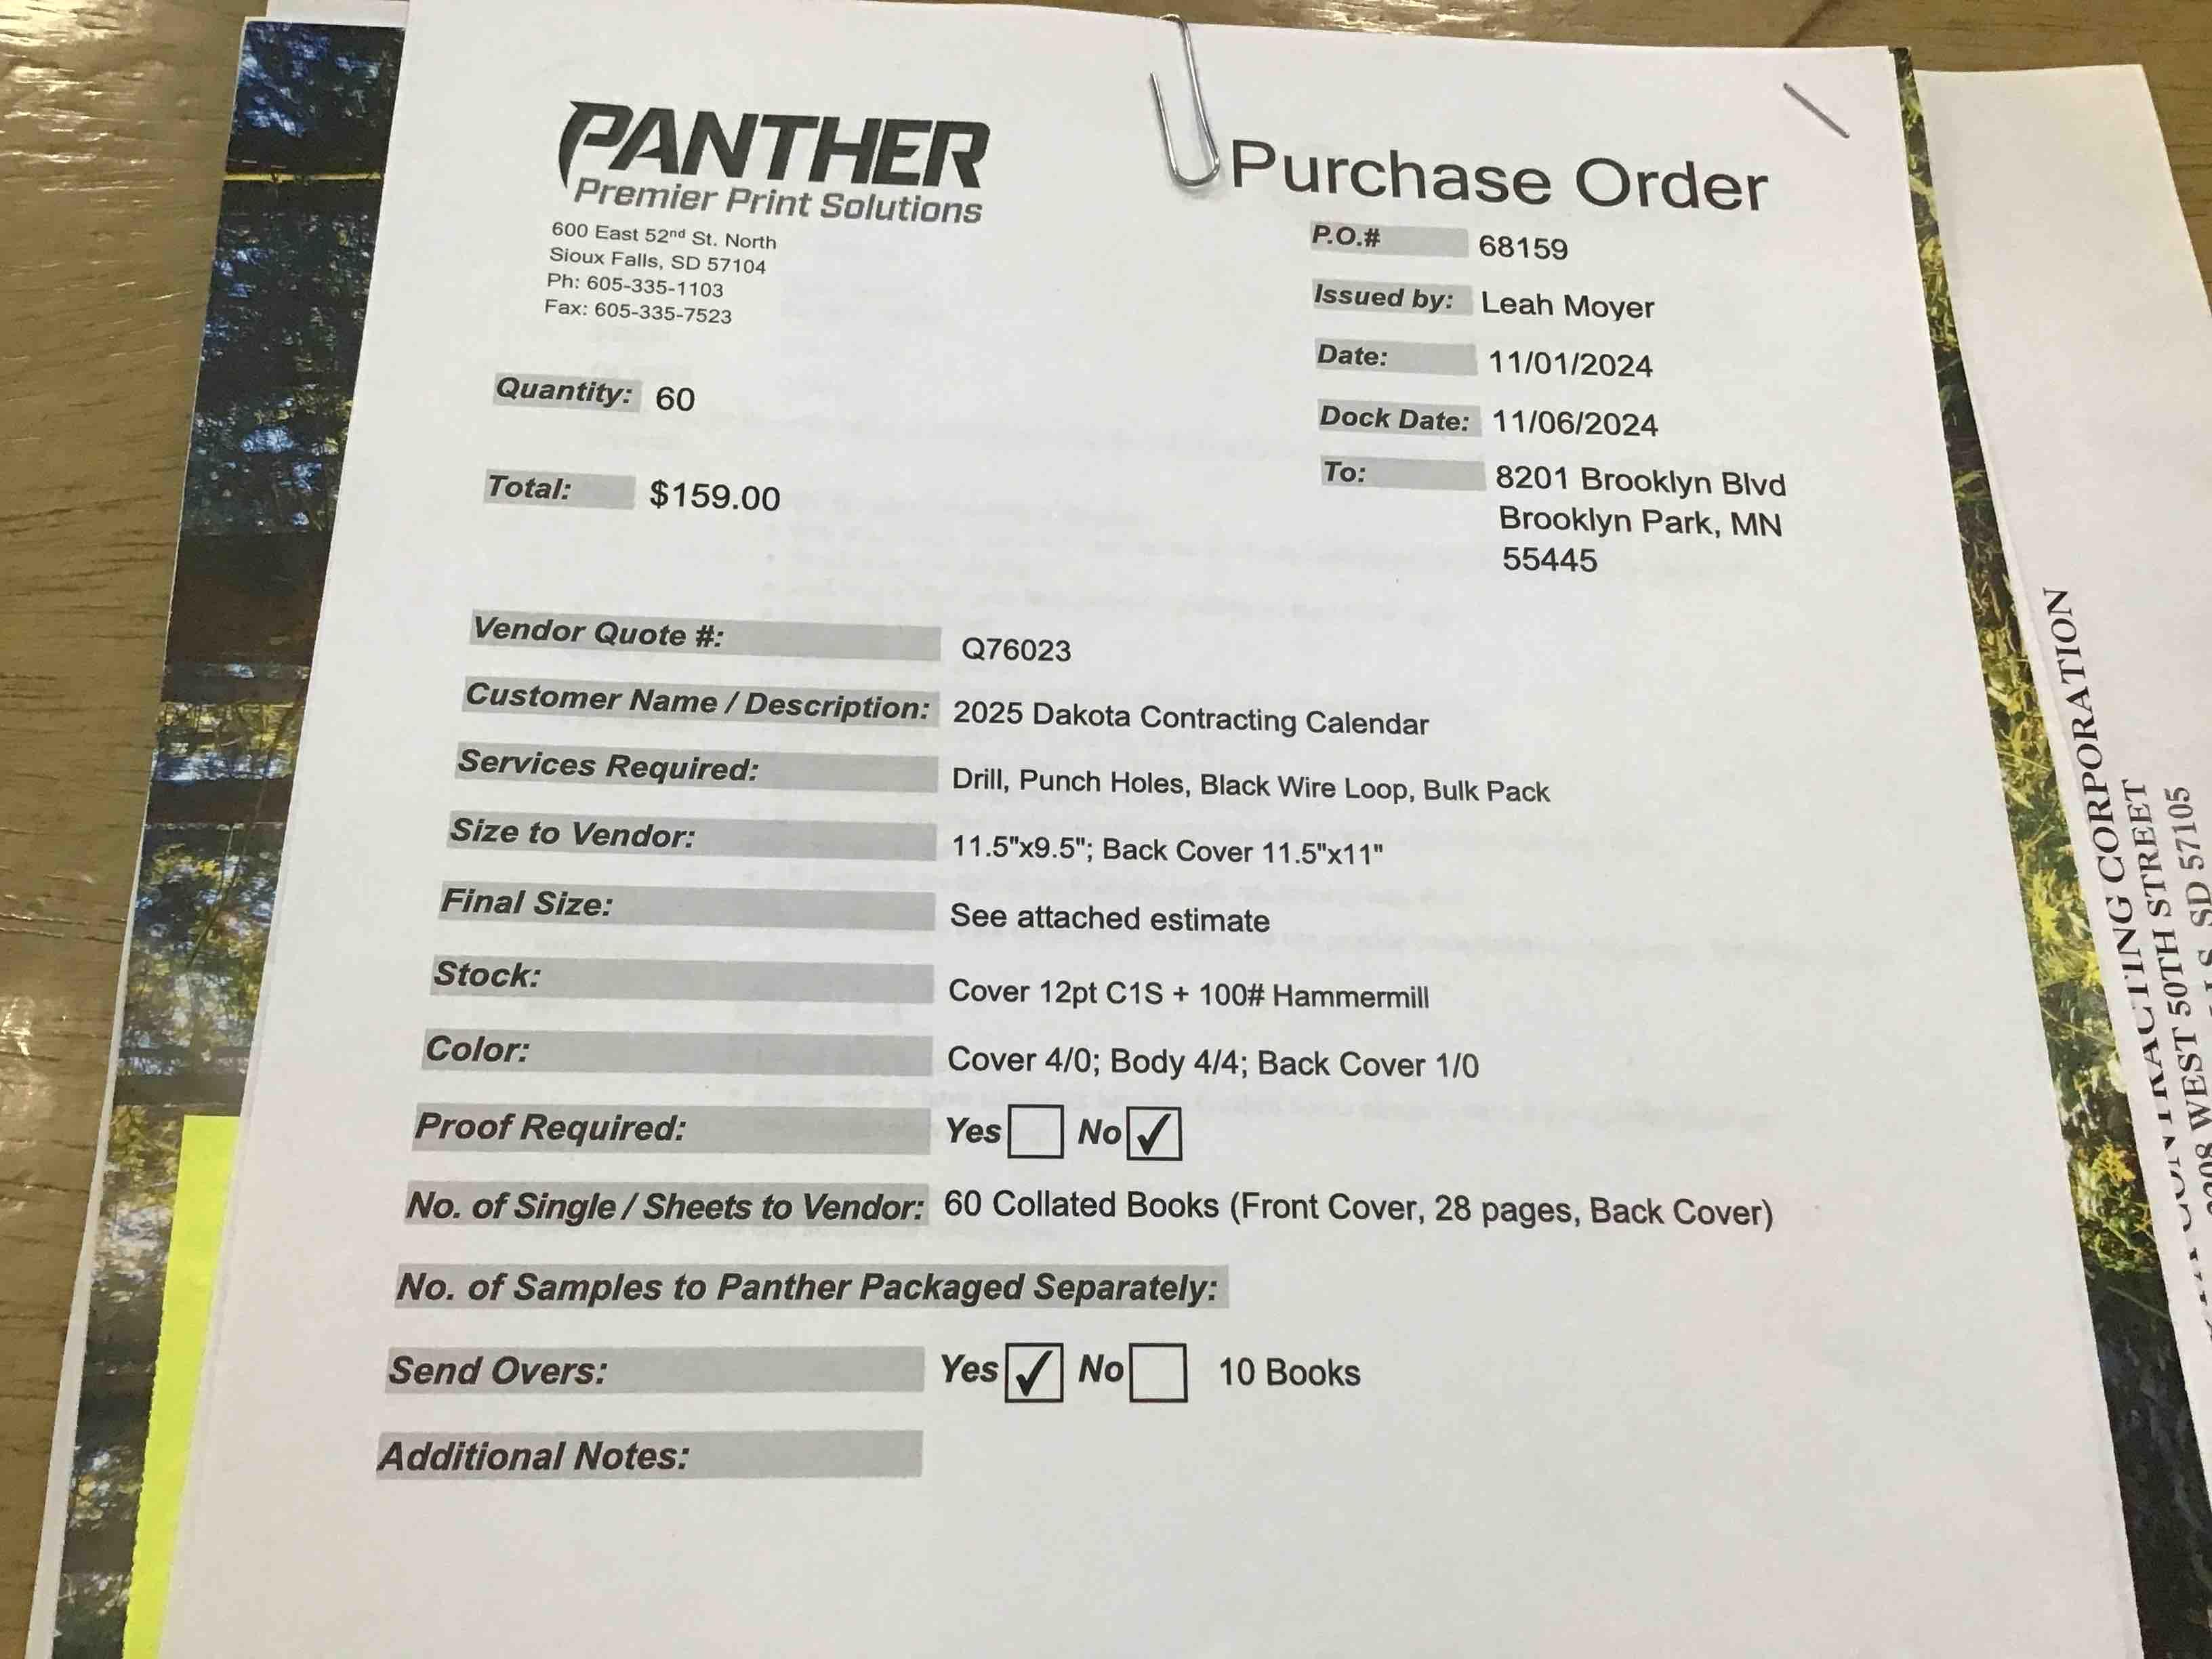 PANTHER
Premier Print Solutions
600 East 52nd St. North
Sioux Falls, SD 57104
Ph: 605-335-1103
Fax: 605-335-7523
Purchase Order
P.O.# 68159
Issued by: Leah Moyer
Date: 11/01/2024
Dock Date: 11/06/2024
To: 8201 Brooklyn Blvd
Brooklyn Park, MN
55445
Quantity: 60
Total: $159.00
Vendor Quote #: Q76023
Customer Name / Description: 2025 Dakota Contracting Calendar
Services Required: Drill, Punch Holes, Black Wire Loop, Bulk Pack
Size to Vendor: 11.5"x9.5"; Back Cover 11.5"x11"
Final Size: See attached estimate
Stock: Cover 12pt C1S + 100# Hammermill
Color: Cover 4/0; Body 4/4; Back Cover 1/0
Proof Required: Yes No ✓
No. of Single / Sheets to Vendor: 60 Collated Books (Front Cover, 28 pages, Back Cover)
No. of Samples to Panther Packaged Separately:
Send Overs: Yes ✓ No 10 Books
Additional Notes:
CONTRACTING CORPORATION
WEST 50TH STREET
SD 57105